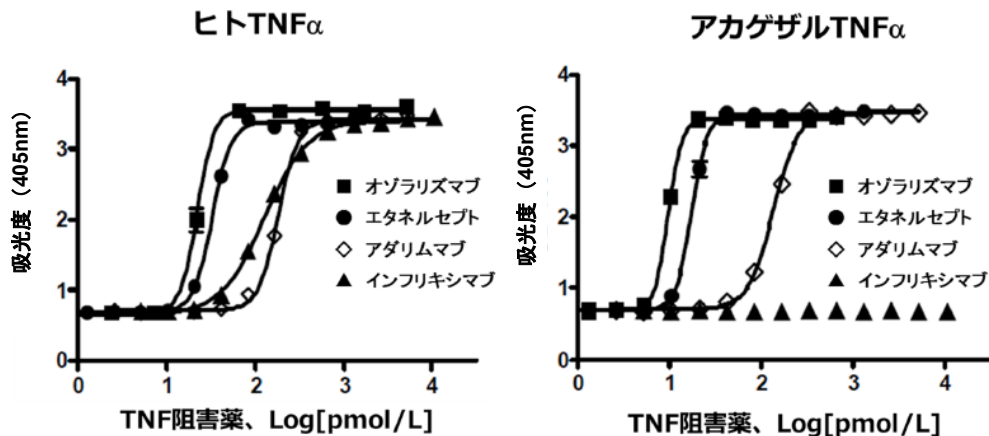 ヒトTNFα
吸光度（405nm）
4
3
2
1
0
■ オゾラリズマブ
● エタネルセプト
◇ アダリムマブ
▲ インフリキシマブ
0 1 2 3 4
TNF阻害薬、Log[pmol/L]
アカゲザルTNFα
吸光度（405nm）
4
3
2
1
0
■ オゾラリズマブ
● エタネルセプト
◇ アダリムマブ
▲ インフリキシマブ
0 1 2 3 4
TNF阻害薬、Log[pmol/L]